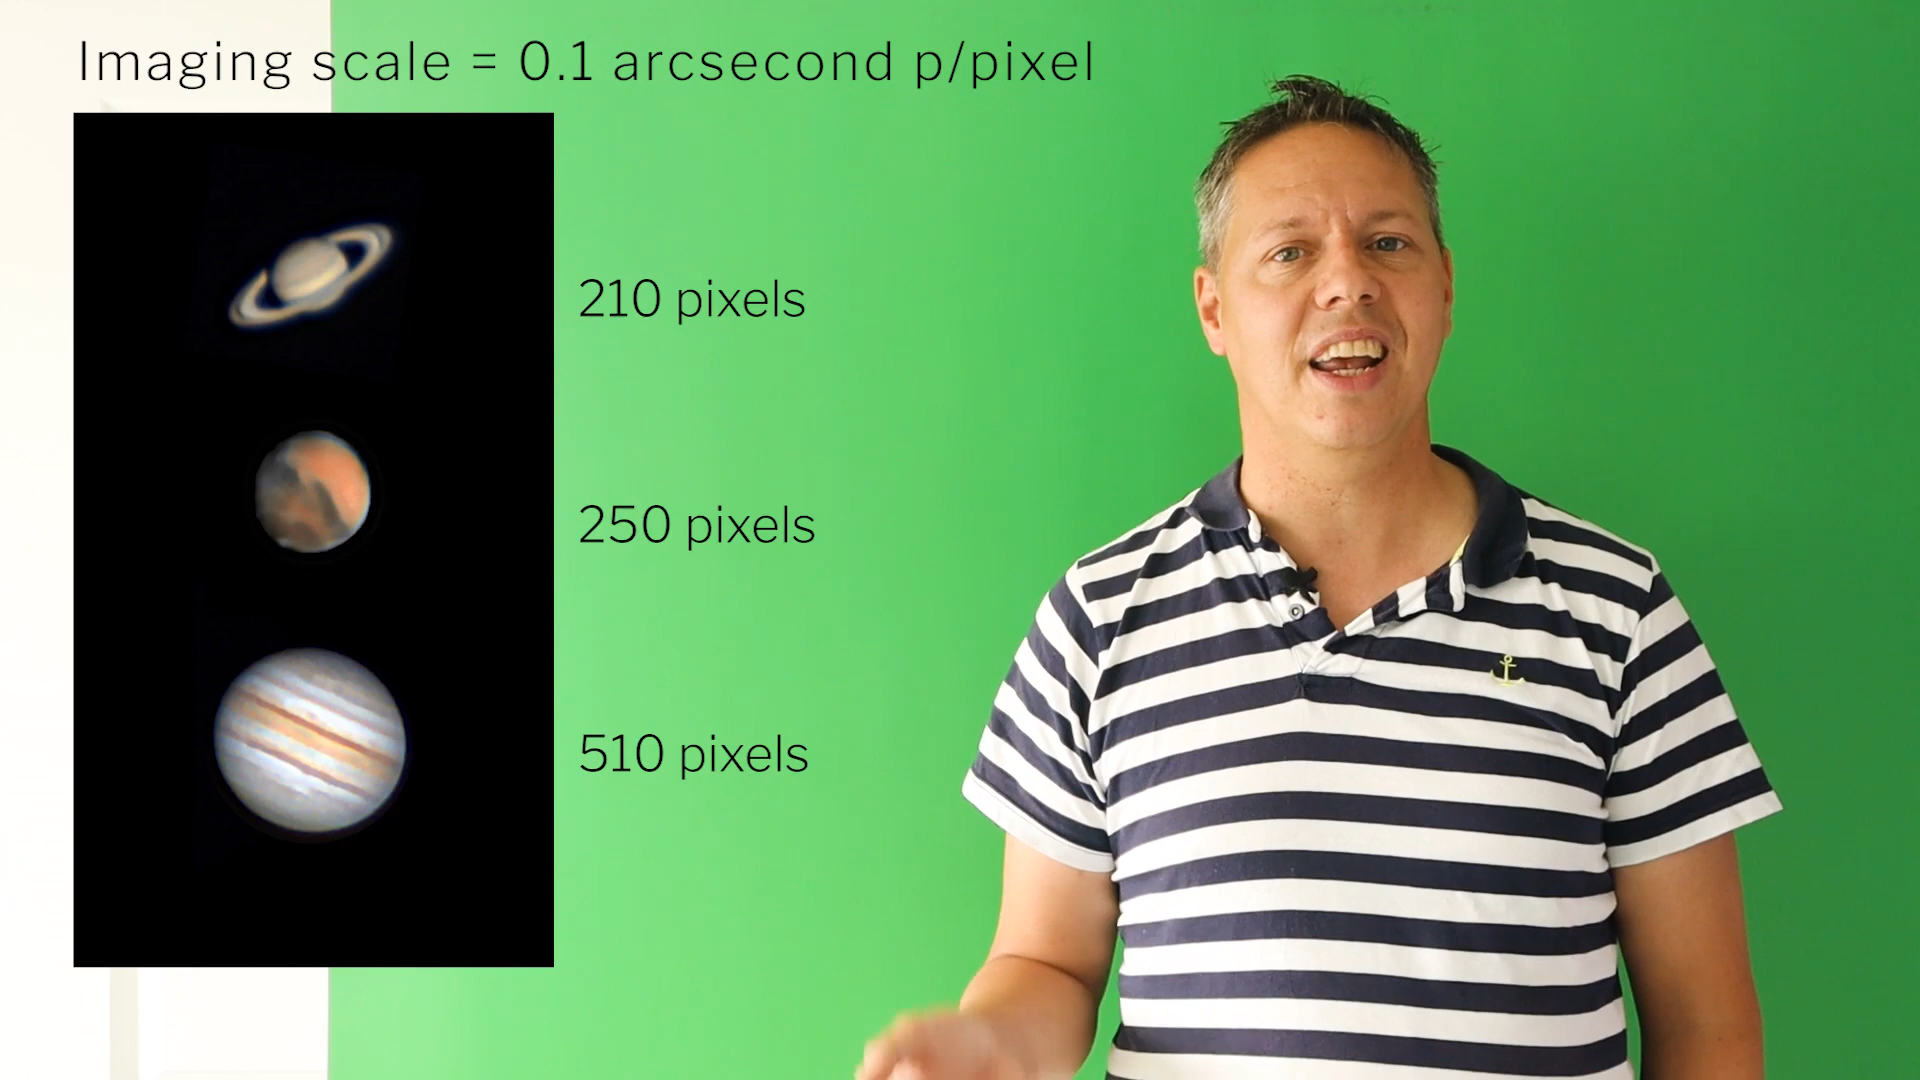 Imaging scale = 0.1 arcsecond p/pixel
210 pixels
250 pixels
510 pixels